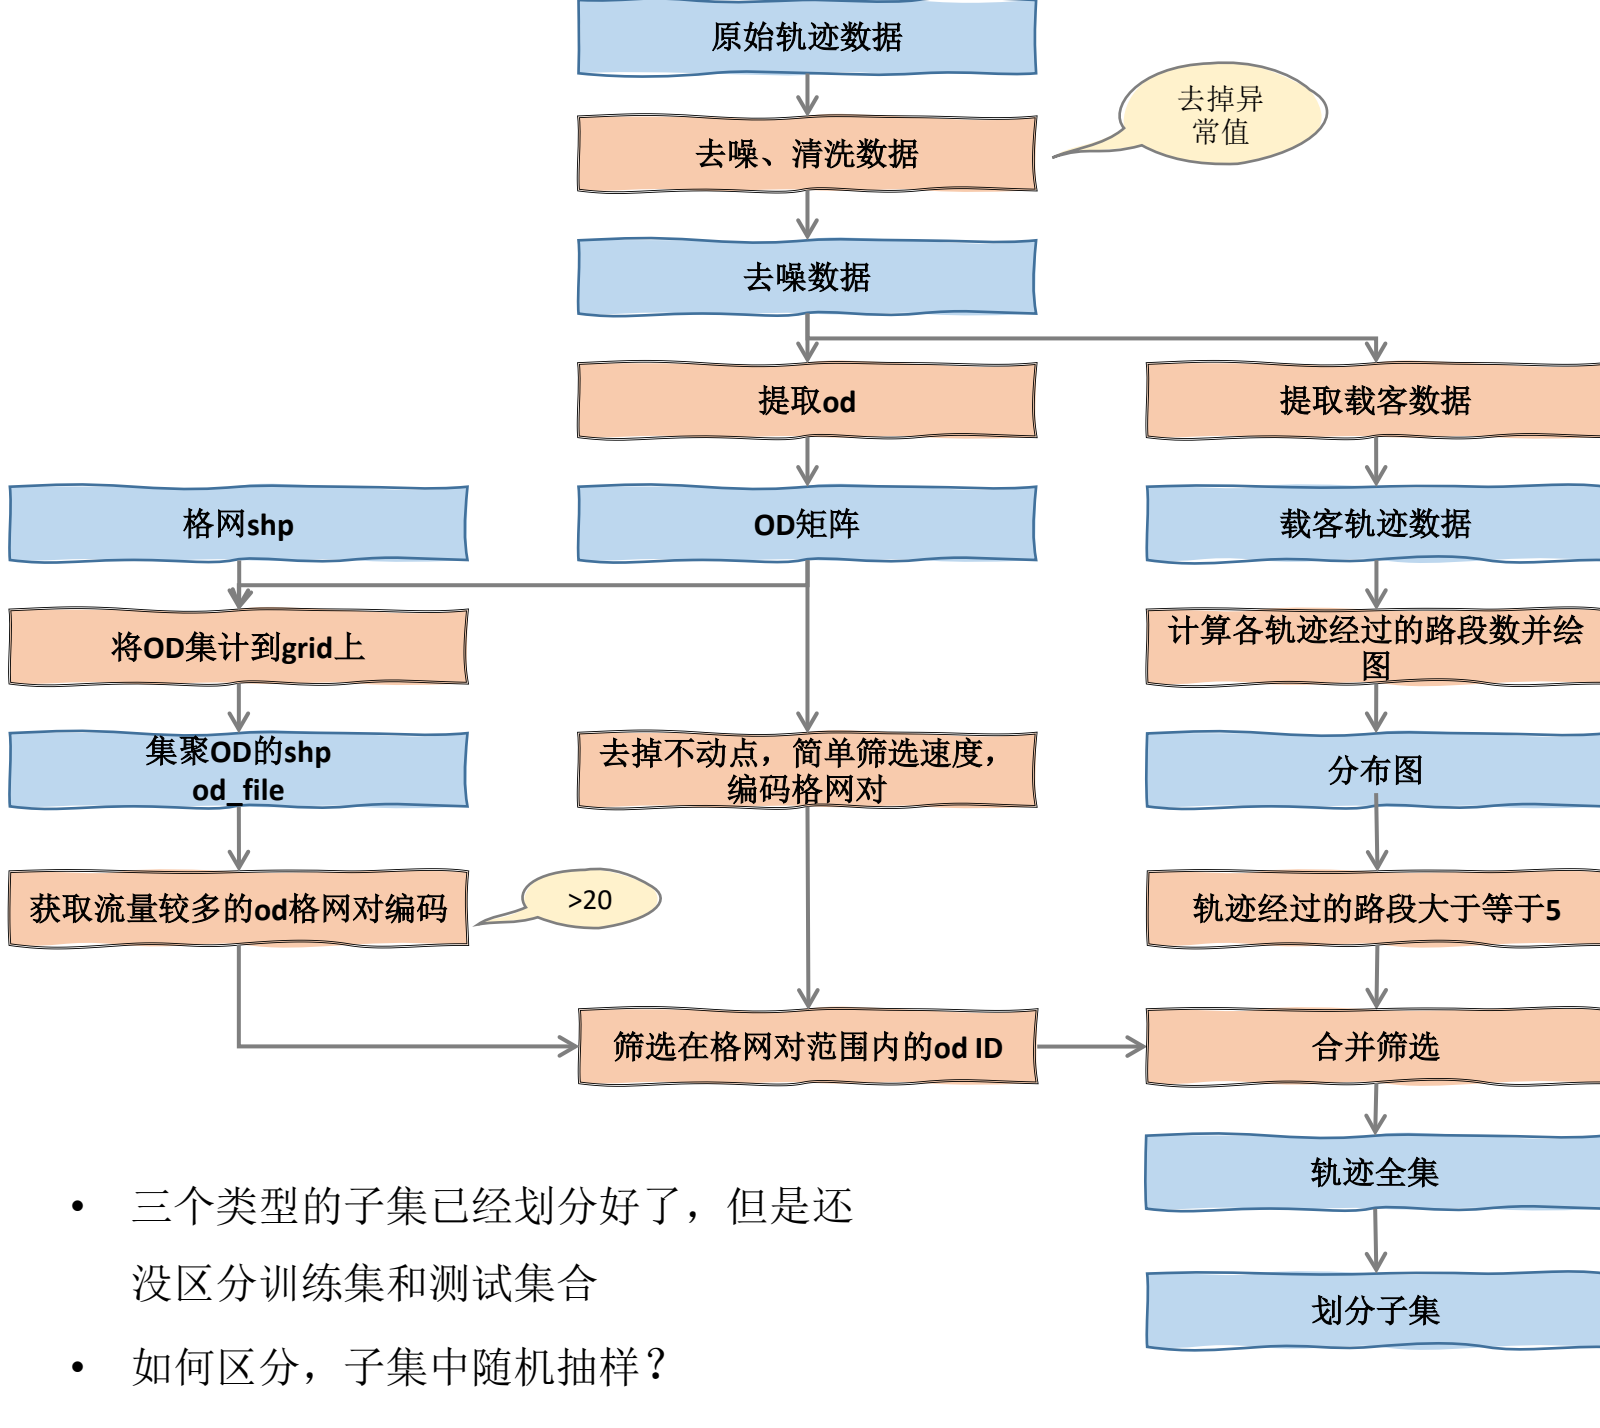 原始轨迹数据
去掉异
常值
去噪、清洗数据
去噪数据
提取od
提取载客数据
格网shp
OD矩阵
载客轨迹数据
将OD集计到grid上
计算各轨迹经过的路段数并绘
图
集聚OD的shp
od_file
去掉不动点，简单筛选速度，
编码格网对
分布图
获取流量较多的od格网对编码
>20
轨迹经过的路段大于等于5
筛选在格网对范围内的od ID
合并筛选
轨迹全集
划分子集
• 三个类型的子集已经划分好了，但是还
没区分训练集和测试集合
• 如何区分，子集中随机抽样？